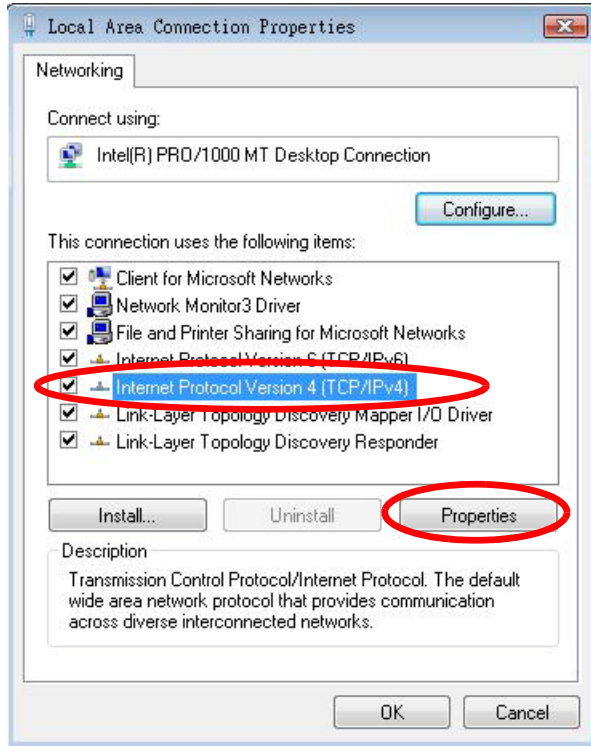 Local Area Connection Properties
Networking
Connect using:
Intel(R) PRO/1000 MT Desktop Connection
Configure...
This connection uses the following items:
Client for Microsoft Networks
Network Monitor3 Driver
File and Printer Sharing for Microsoft Networks
Internet Protocol Version 6 (TCP/IPv6)
Internet Protocol Version 4 (TCP/IPv4)
Link-Layer Topology Discovery Mapper I/O Driver
Link-Layer Topology Discovery Responder
Install... Uninstall Properties
Description
Transmission Control Protocol/Internet Protocol. The default
wide area network protocol that provides communication
across diverse interconnected networks.
OK Cancel